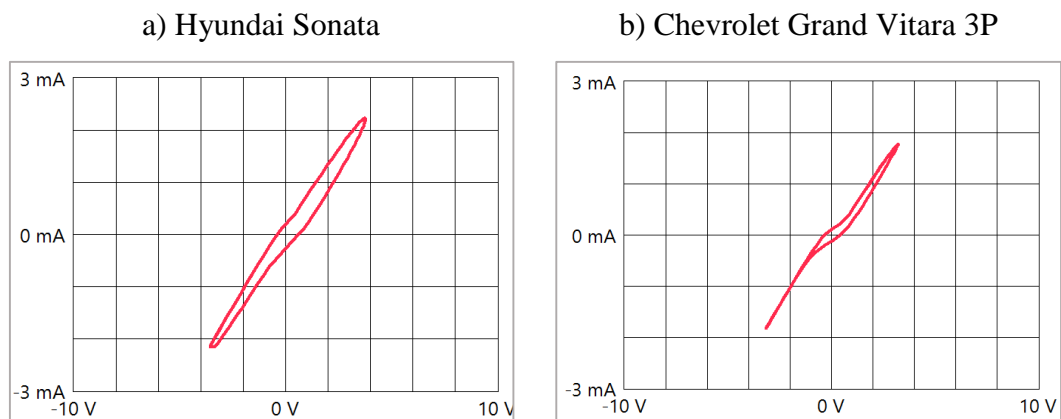 a) Hyundai Sonata
b) Chevrolet Grand Vitara 3P
3 mA
0 mA
-3 mA
-10 V
0 V
10 V
3 mA
0 mA
-3 mA
-10 V
0 V
10 V